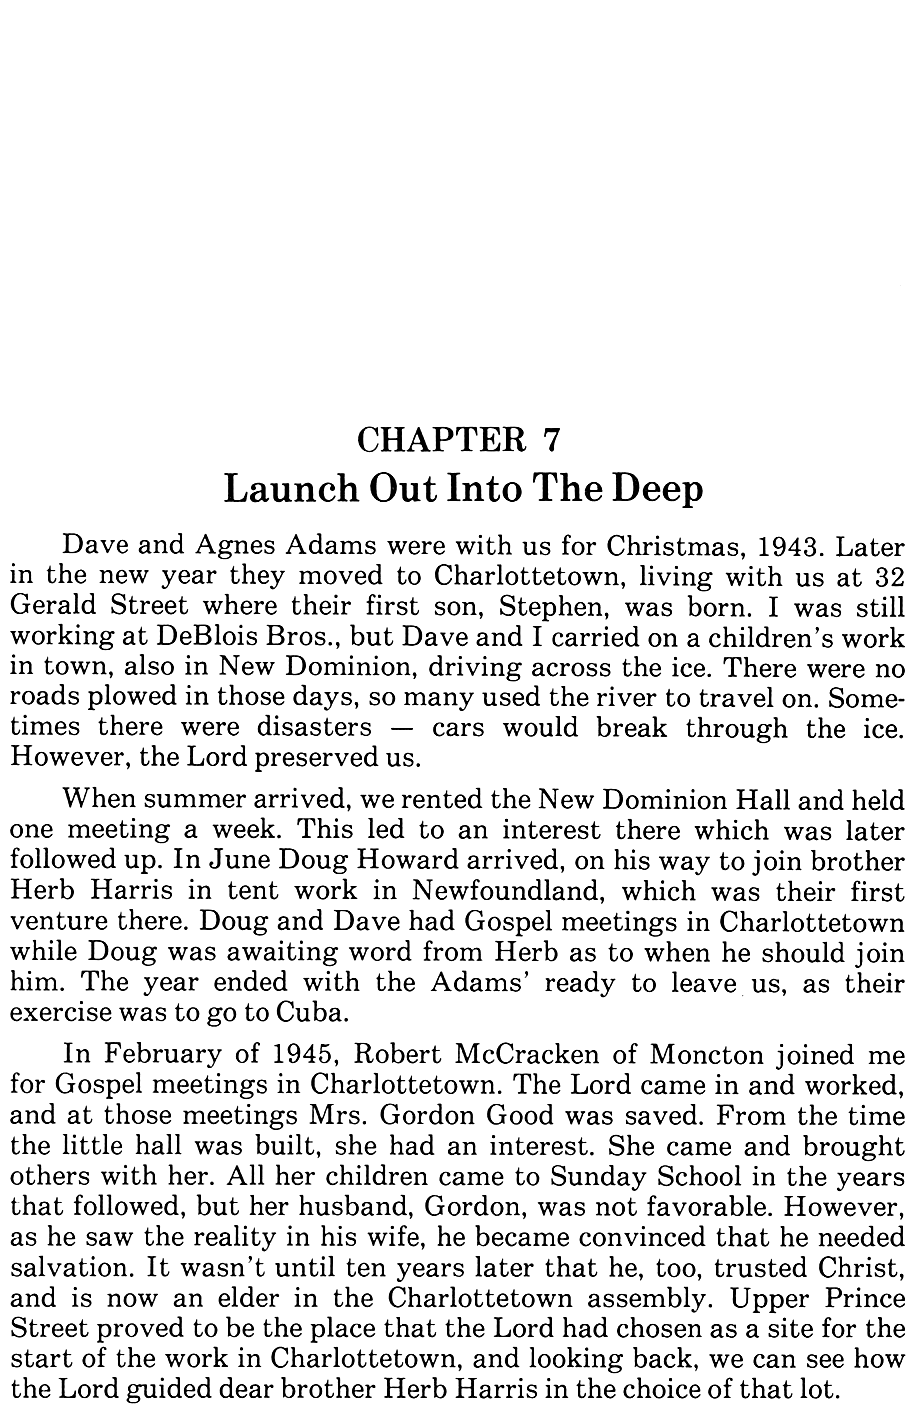 CHAPTER 7
Launch Out Into The Deep
Dave and Agnes Adams were with us for Christmas, 1943. Later
in the new year they moved to Charlottetown, living with us at 32
Gerald Street where their first son, Stephen, was born. I was still
working at DeBlois Bros., but Dave and I carried on a children's work
in town, also in New Dominion, driving across the ice. There were no
roads plowed in those days, so many used the river to travel on. Some-
times there were disasters — cars would break through the ice.
However, the Lord preserved us.
When summer arrived, we rented the New Dominion Hall and held
one meeting a week. This led to an interest there which was later
followed up. In June Doug Howard arrived, on his way to join brother
Herb Harris in tent work in Newfoundland, which was their first
venture there. Doug and Dave had Gospel meetings in Charlottetown
while Doug was awaiting word from Herb as to when he should join
him. The year ended with the Adams' ready to leave us, as their
exercise was to go to Cuba.
In February of 1945, Robert McCracken of Moncton joined me
for Gospel meetings in Charlottetown. The Lord came in and worked,
and at those meetings Mrs. Gordon Good was saved. From the time
the little hall was built, she had an interest. She came and brought
others with her. All her children came to Sunday School in the years
that followed, but her husband, Gordon, was not favorable. However,
as he saw the reality in his wife, he became convinced that he needed
salvation. It wasn't until ten years later that he, too, trusted Christ,
and is now an elder in the Charlottetown assembly. Upper Prince
Street proved to be the place that the Lord had chosen as a site for the
start of the work in Charlottetown, and looking back, we can see how
the Lord guided dear brother Herb Harris in the choice of that lot.